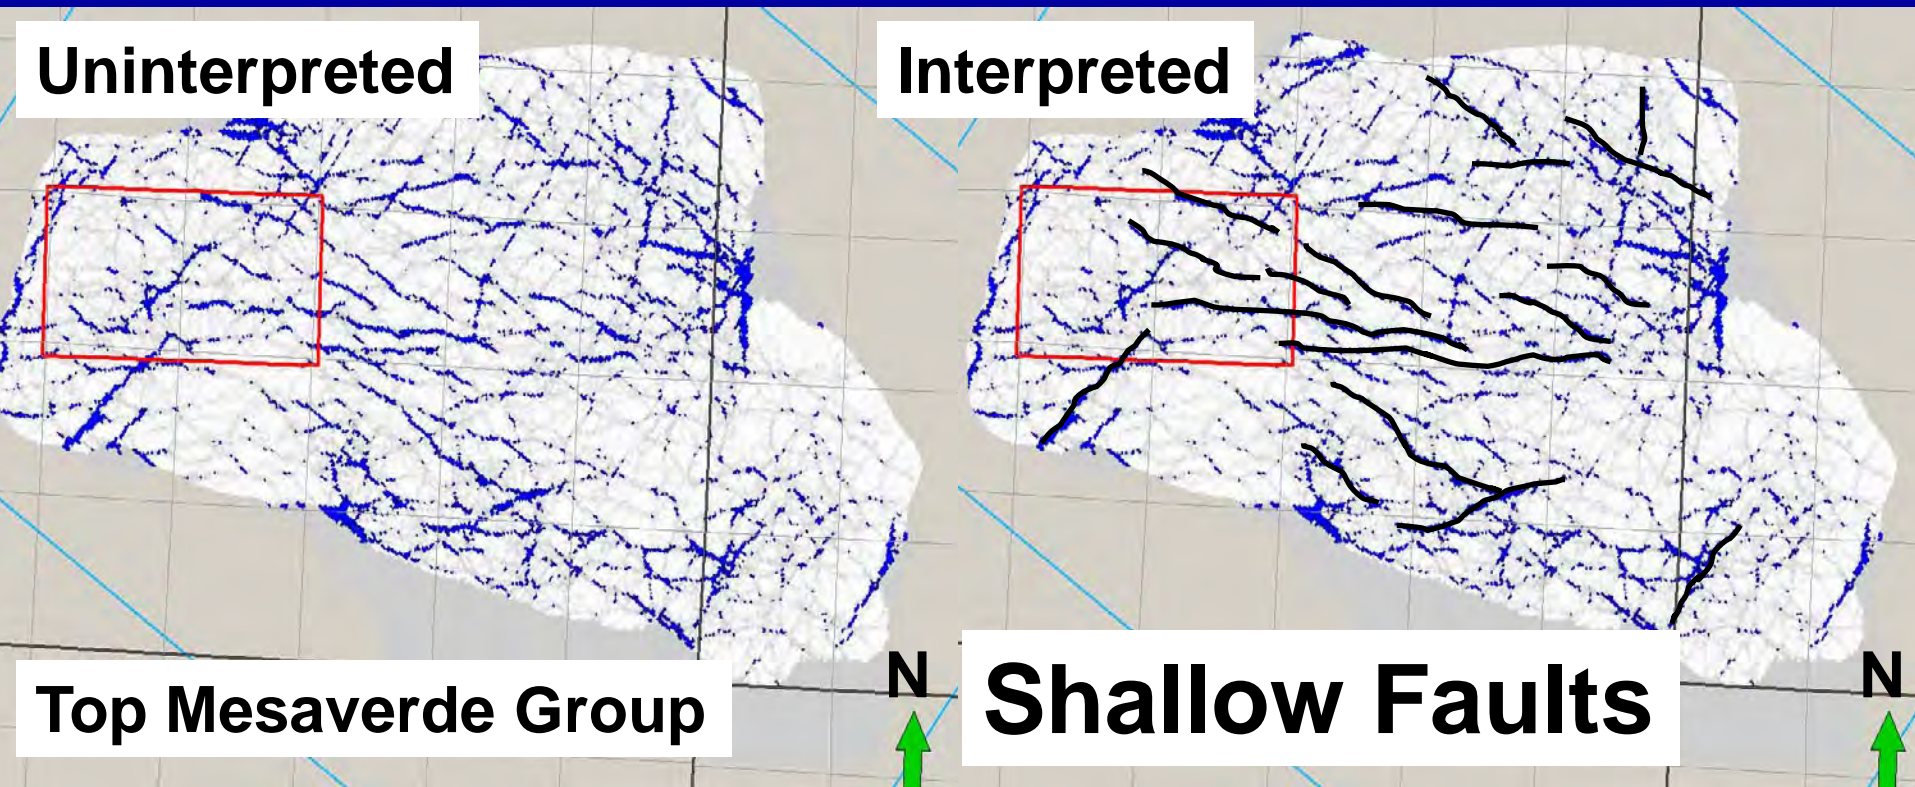 Uninterpreted
Interpreted
Top Mesaverde Group
N
Shallow Faults
N